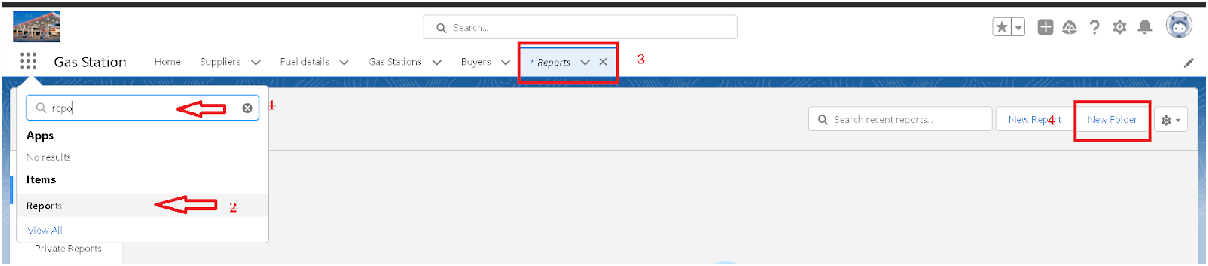 Search...
Gas Station Home Suppliers Fuel details Gas Stations Buyers * Reports 3
repo 1
Search recent reports... New Report 4 New Folder
Apps
No results
Items
Reports 2
View All
Private Reports